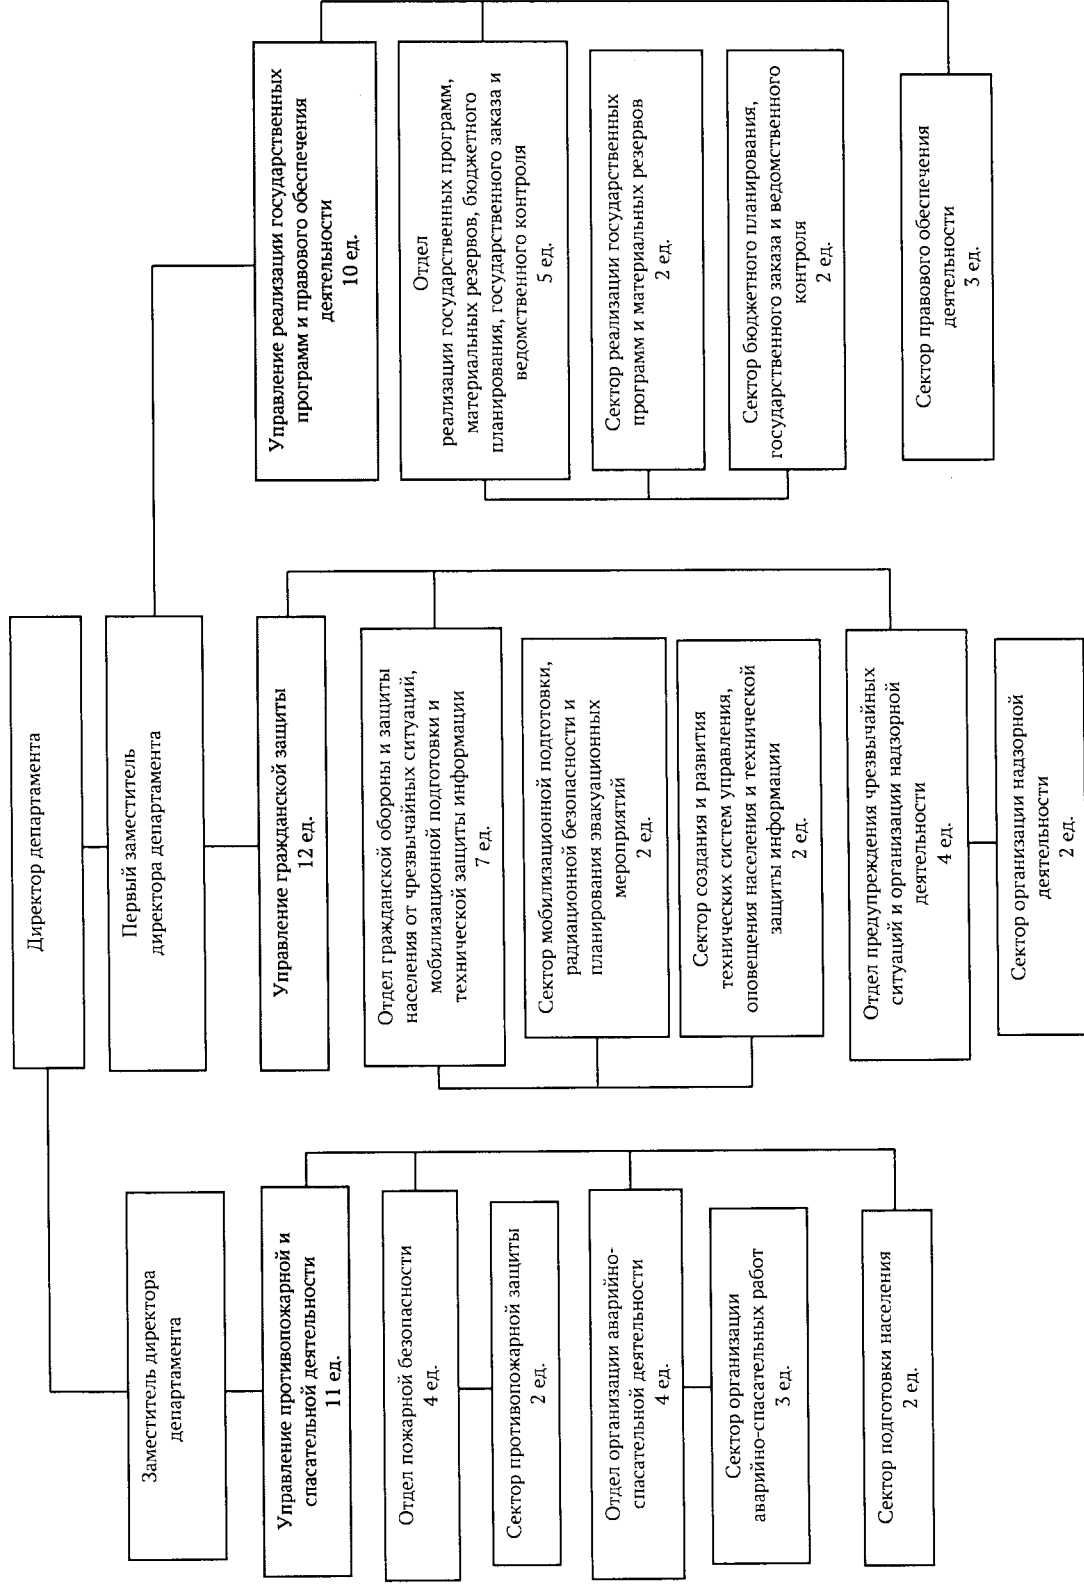 Директор департамента
Первый заместитель
директора департамента
Заместитель директора
департамента
Управление противопожарной и
спасательной деятельности
11 ед.
Отдел пожарной безопасности
4 ед.
Сектор противопожарной защиты
2 ед.
Отдел организации аварийно-
спасательной деятельности
4 ед.
Сектор организации
аварийно-спасательных работ
3 ед.
Сектор подготовки населения
2 ед.
Управление гражданской защиты
12 ед.
Отдел гражданской обороны и защиты
населения от чрезвычайных ситуаций,
мобилизационной подготовки и
технической защиты информации
7 ед.
Сектор мобилизационной подготовки,
радиационной безопасности и
планирования эвакуационных
мероприятий
2 ед.
Сектор создания и развития
технических систем управления,
оповещения населения и технической
защиты информации
2 ед.
Отдел предупреждения чрезвычайных
ситуаций и организации надзорной
деятельности
4 ед.
Сектор организации надзорной
деятельности
2 ед.
Управление реализации государственных
программ и правового обеспечения
деятельности
10 ед.
Отдел
реализации государственных программ,
материальных резервов, бюджетного
планирования, государственного заказа и
ведомственного контроля
5 ед.
Сектор реализации государственных
программ и материальных резервов
2 ед.
Сектор бюджетного планирования,
государственного заказа и ведомственного
контроля
2 ед.
Сектор правового обеспечения
деятельности
3 ед.